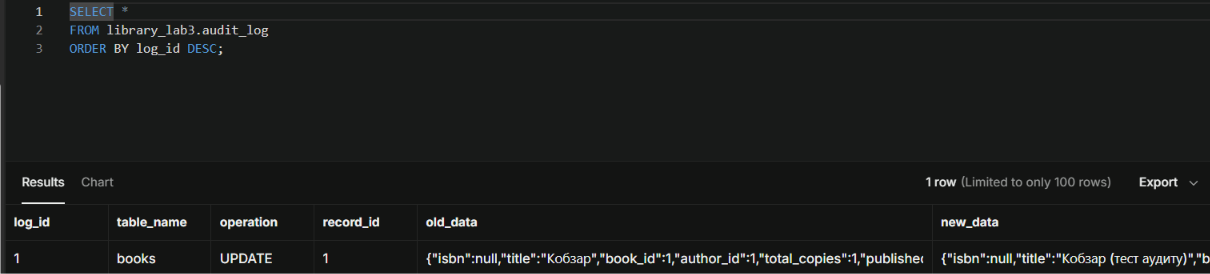 1 SELECT *
2 FROM library_lab3.audit_log
3 ORDER BY log_id DESC;
Results Chart 1 row (Limited to only 100 rows) Export
log_id table_name operation record_id old_data new_data
1 books UPDATE 1 {"isbn":null,"title":"Кобзар","book_id":1,"author_id":1,"total_copies":1,"published {"isbn":null,"title":"Кобзар (тест аудиту)","b